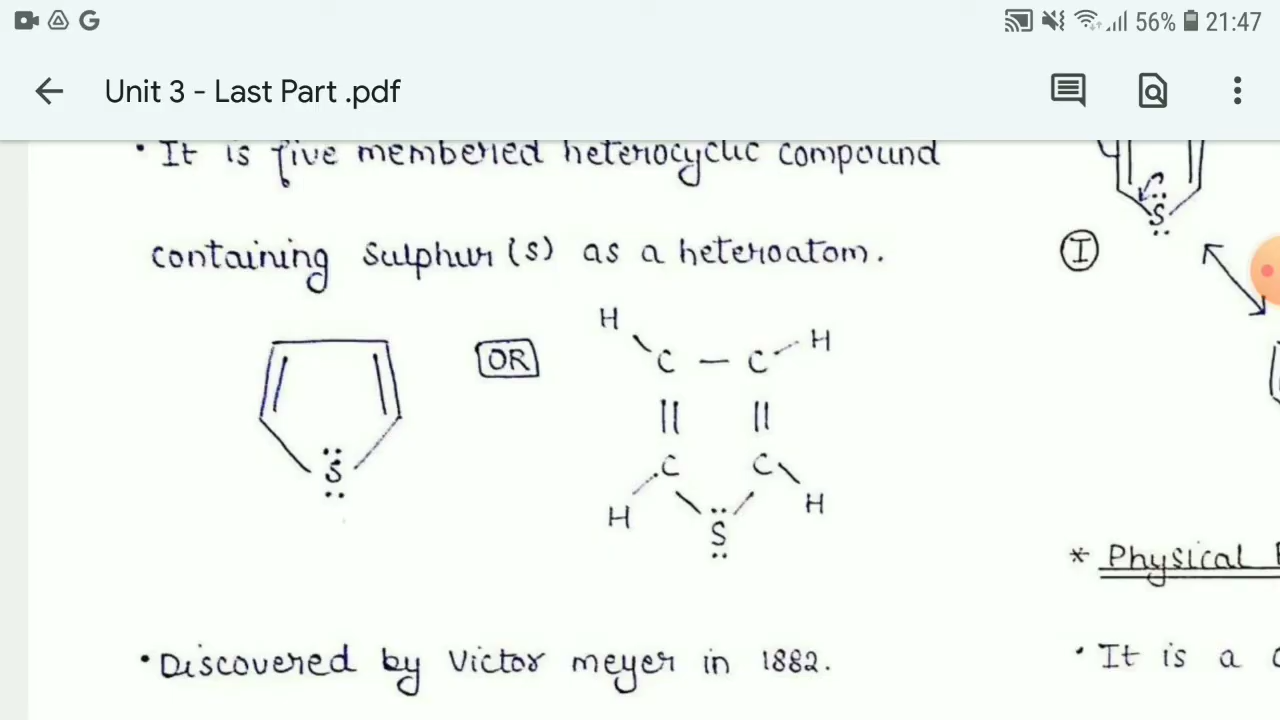 56% 21:47
Unit 3 - Last Part .pdf
• It is five membered heterocyclic compound
containing Sulphur (s) as a heteroatom.
H
C — C H
OR
C C
H S H
• Discovered by Victor meyer in 1882.
S
I
* Physical
• It is a